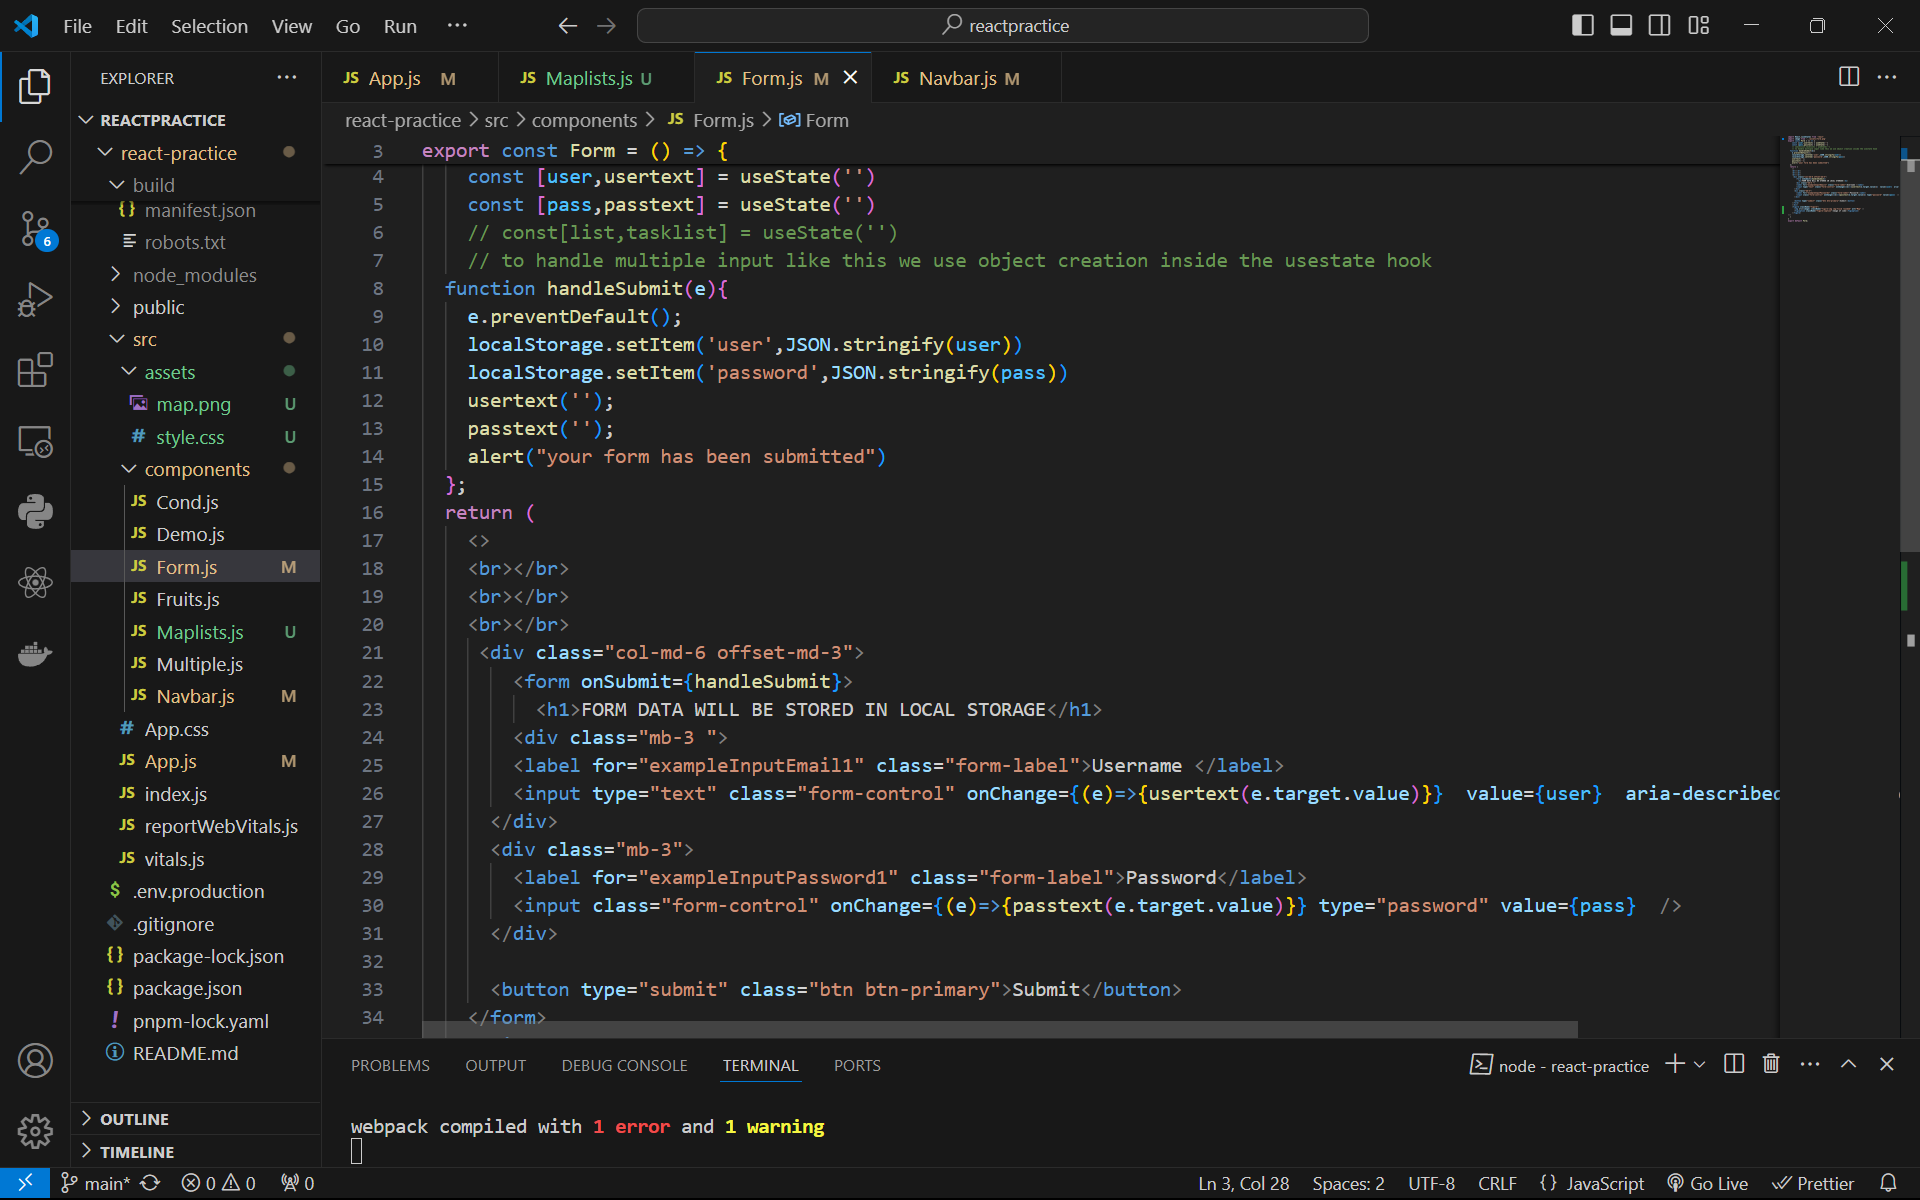 File Edit Selection View Go Run ···
reactpractice
EXPLORER ···
REACTPRACTICE
react-practice
build
manifest.json
robots.txt
node_modules
public
src
assets
map.png U
style.css U
components
JS Cond.js
JS Demo.js
JS Form.js M
JS Fruits.js
JS Maplists.js U
JS Multiple.js
JS Navbar.js M
# App.css
JS App.js M
JS index.js
JS reportWebVitals.js
JS vitals.js
$ .env.production
.gitignore
{} package-lock.json
{} package.json
! pnpm-lock.yaml
README.md
OUTLINE
TIMELINE
6
JS App.js M JS Maplists.js U JS Form.js M JS Navbar.js M
react-practice > src > components > JS Form.js > Form
3 export const Form = () => {
4 const [user,usertext] = useState('')
5 const [pass,passtext] = useState('')
6 // const[list,tasklist] = useState('')
7 // to handle multiple input like this we use object creation inside the usestate hook
8 function handleSubmit(e){
9 e.preventDefault();
10 localStorage.setItem('user',JSON.stringify(user))
11 localStorage.setItem('password',JSON.stringify(pass))
12 usertext('');
13 passtext('');
14 alert("your form has been submitted")
15 };
16 return (
17 <>
18 <br></br>
19 <br></br>
20 <br></br>
21 <div class="col-md-6 offset-md-3">
22 <form onSubmit={handleSubmit}>
23 <h1>FORM DATA WILL BE STORED IN LOCAL STORAGE</h1>
24 <div class="mb-3 ">
25 <label for="exampleInputEmail1" class="form-label">Username </label>
26 <input type="text" class="form-control" onChange={(e)=>{usertext(e.target.value)}} value={user} aria-described
27 </div>
28 <div class="mb-3">
29 <label for="exampleInputPassword1" class="form-label">Password</label>
30 <input class="form-control" onChange={(e)=>{passtext(e.target.value)}} type="password" value={pass} />
31 </div>
32
33 <button type="submit" class="btn btn-primary">Submit</button>
34 </form>
PROBLEMS OUTPUT DEBUG CONSOLE TERMINAL PORTS
node - react-practice
webpack compiled with 1 error and 1 warning
main* 0 0 0
Ln 3, Col 28 Spaces: 2 UTF-8 CRLF {} JavaScript Go Live Prettier